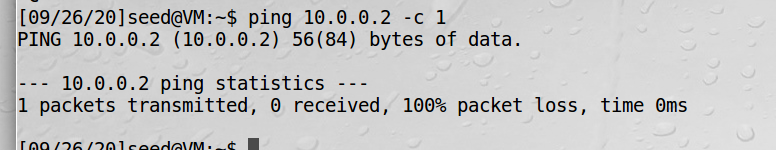 [09/26/20]seed@VM:~$ ping 10.0.0.2 -c 1
PING 10.0.0.2 (10.0.0.2) 56(84) bytes of data.
--- 10.0.0.2 ping statistics ---
1 packets transmitted, 0 received, 100% packet loss, time 0ms
[09/26/20]seed@VM:~$